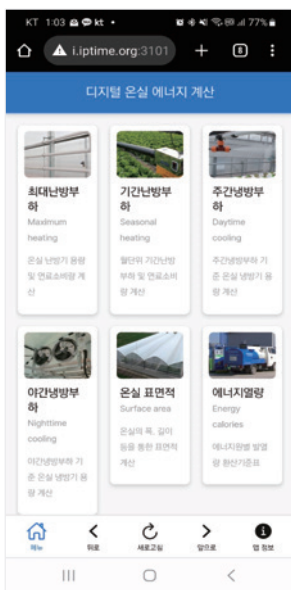 KT 1:03 kt • 77%
i.iptime.org:3101 + 8
디지털 온실 에너지 계산
최대난방부
하
Maximum
heating
온실 난방기 용량
및 연료소비량 계
산
기간난방부
하
Seasonal
heating
월단위 기간난방
부하 및 연료소비
량 계산
주간냉방부
하
Daytime
cooling
주간냉방부하 기
준 온실 냉방기 용
량 계산
야간냉방부
하
Nighttime
cooling
야간냉방부하 기
준 온실 냉방기 용
량 계산
온실 표면적
Surface area
온실의 폭, 길이
등을 통한 표면적
계산
에너지열량
Energy
calories
에너지원별 발열
량 환산기준표
메뉴
뒤로
새로고침
앞으로
앱 정보